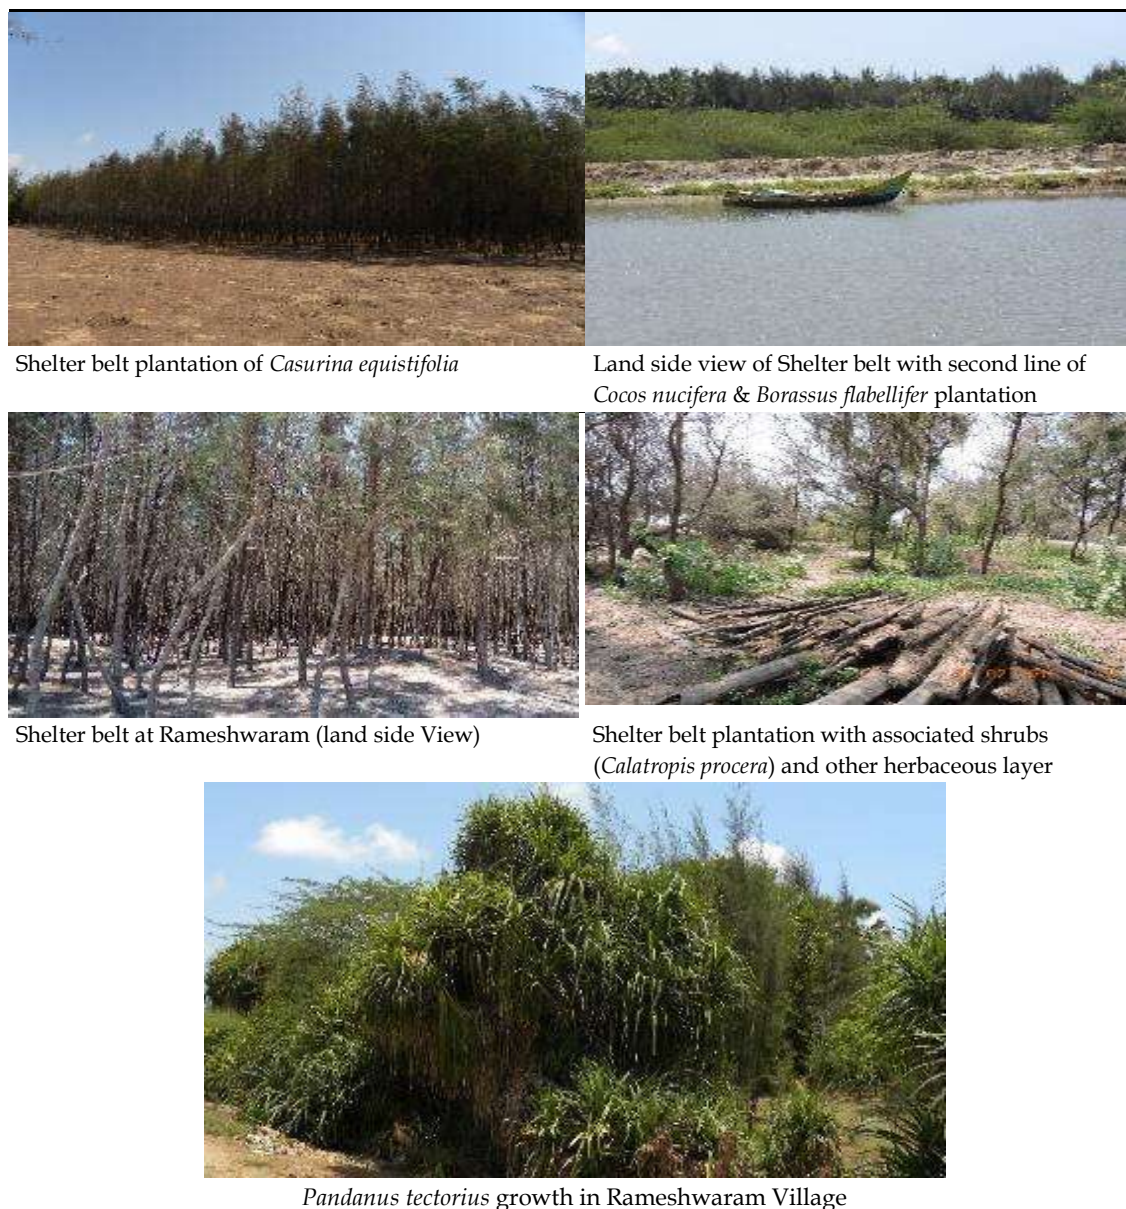 Shelter belt plantation of Casurina equistifolia
Land side view of Shelter belt with second line of
Cocos nucifera & Borassus flabellifer plantation
Shelter belt at Rameshwaram (land side View)
Shelter belt plantation with associated shrubs
(Calatropis procera) and other herbaceous layer
Pandanus tectorius growth in Rameshwaram Village